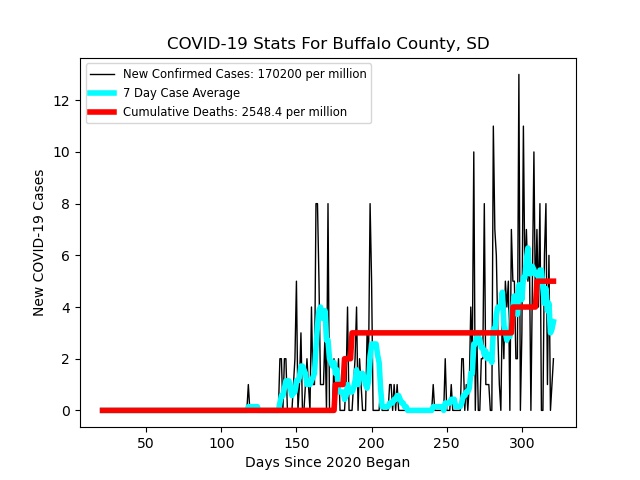 COVID-19 Stats For Buffalo County, SD
New Confirmed Cases: 170200 per million
7 Day Case Average
Cumulative Deaths: 2548.4 per million
New COVID-19 Cases
12
10
8
6
4
2
0
50 100 150 200 250 300
Days Since 2020 Began